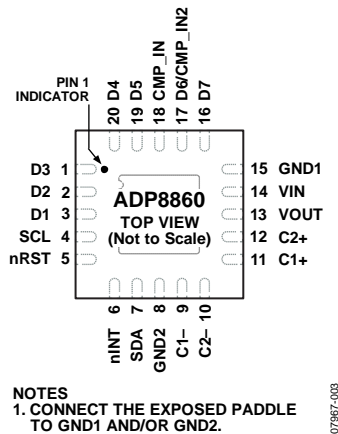 PIN 1
INDICATOR
20 D4
19 D5
18 CMP_IN
17 D6/CMP_IN2
16 D7
D3 1
D2 2
D1 3
SCL 4
nRST 5
ADP8860
TOP VIEW
(Not to Scale)
15 GND1
14 VIN
13 VOUT
12 C2+
11 C1+
nINT 6
SDA 7
GND2 8
C1– 9
C2– 10
NOTES
1. CONNECT THE EXPOSED PADDLE
TO GND1 AND/OR GND2.
07967-003